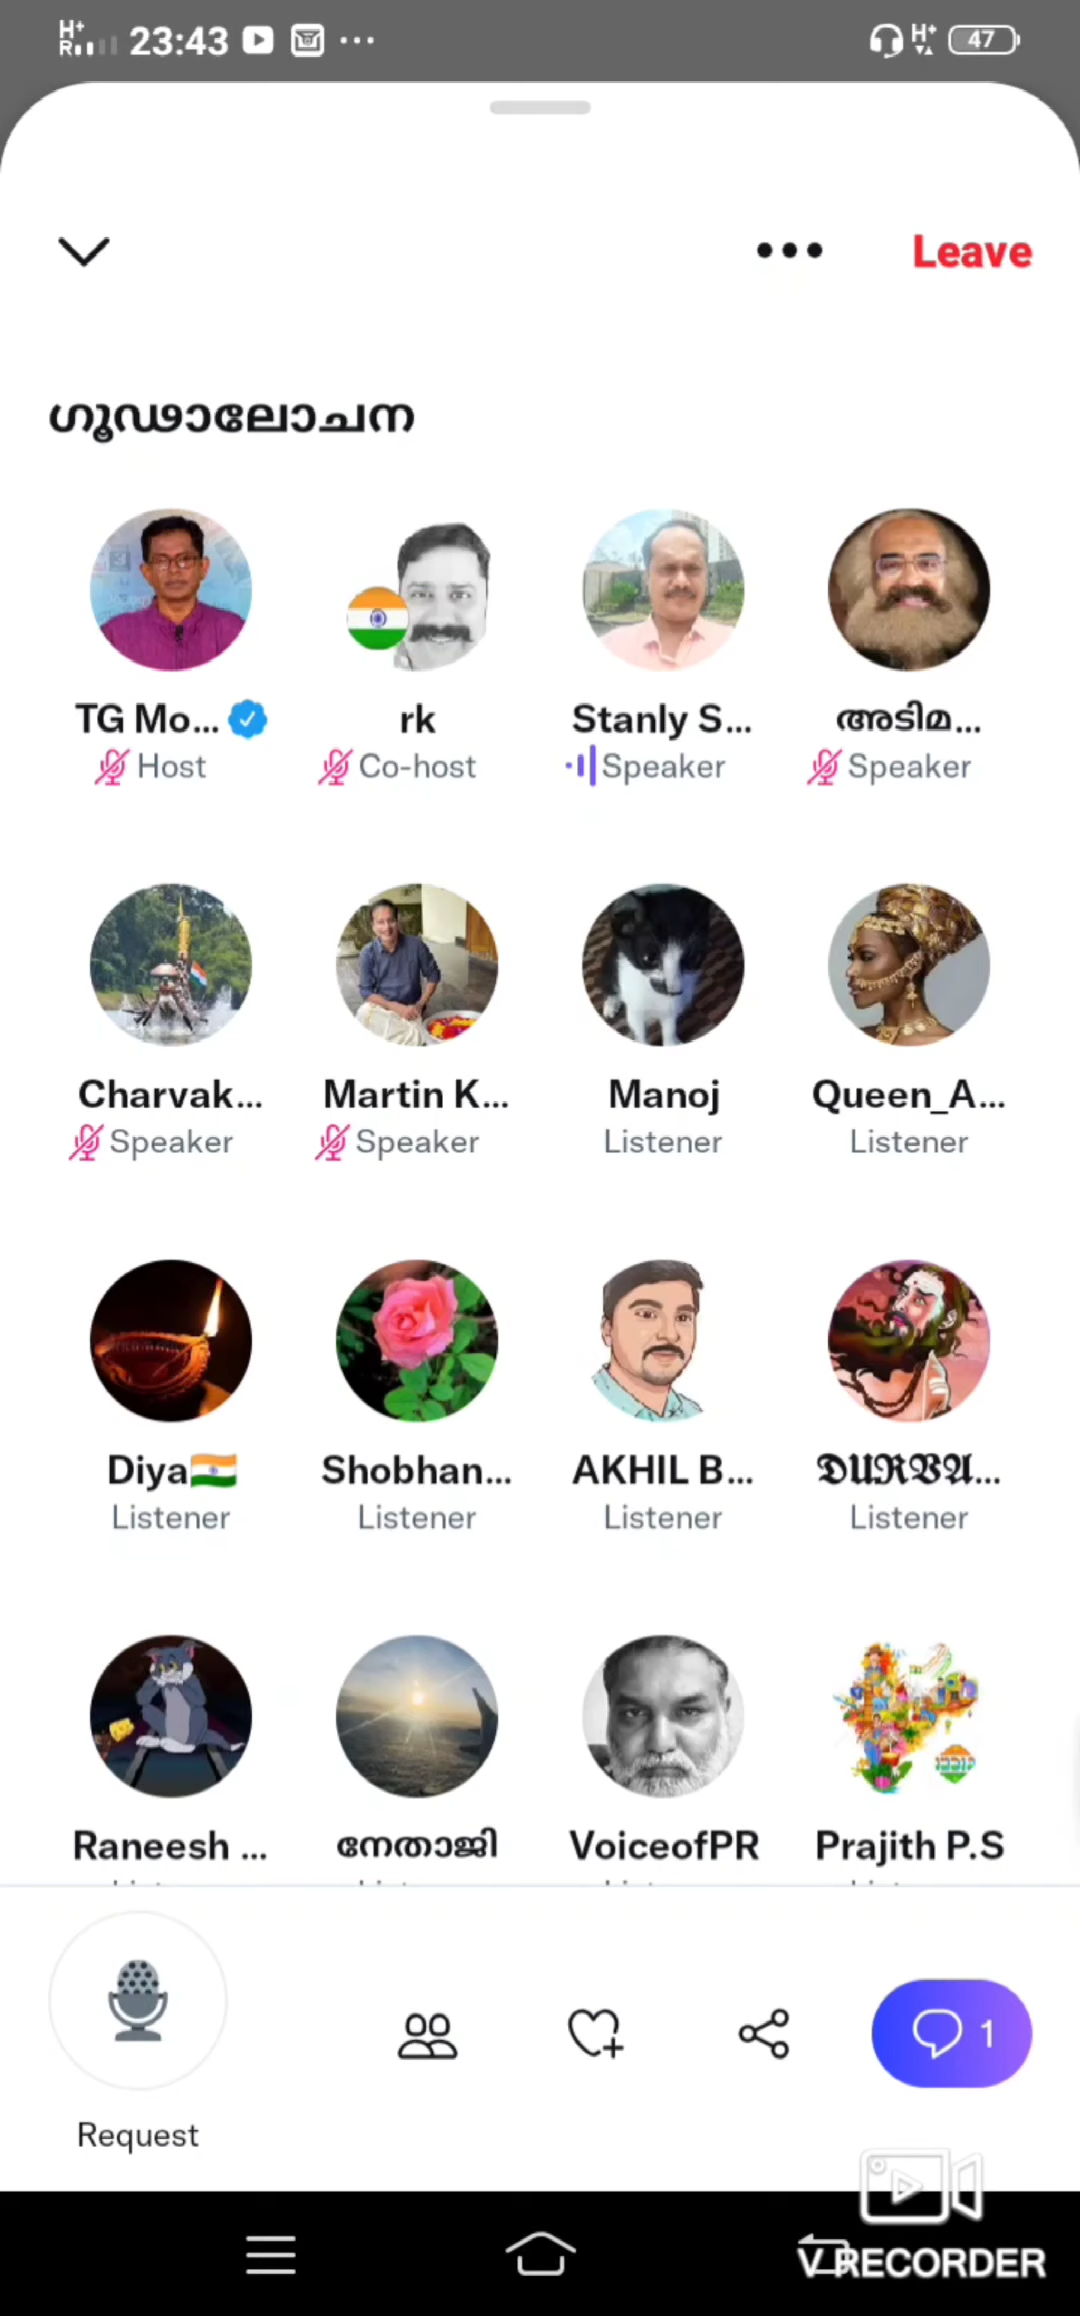 H+ R 23:43 H+ 47
Leave
ഗൂഢാലോചന
TG Mo... rk Stanly S... അടിമ...
Host Co-host Speaker Speaker
Charvak... Martin K... Manoj Queen_A...
Speaker Speaker Listener Listener
Diya Shobhan... AKHIL B... 𝕯𝖀𝕽𝖁𝕬...
Listener Listener Listener Listener
Raneesh ... നേതാജി VoiceofPR Prajith P.S
1
Request
V RECORDER